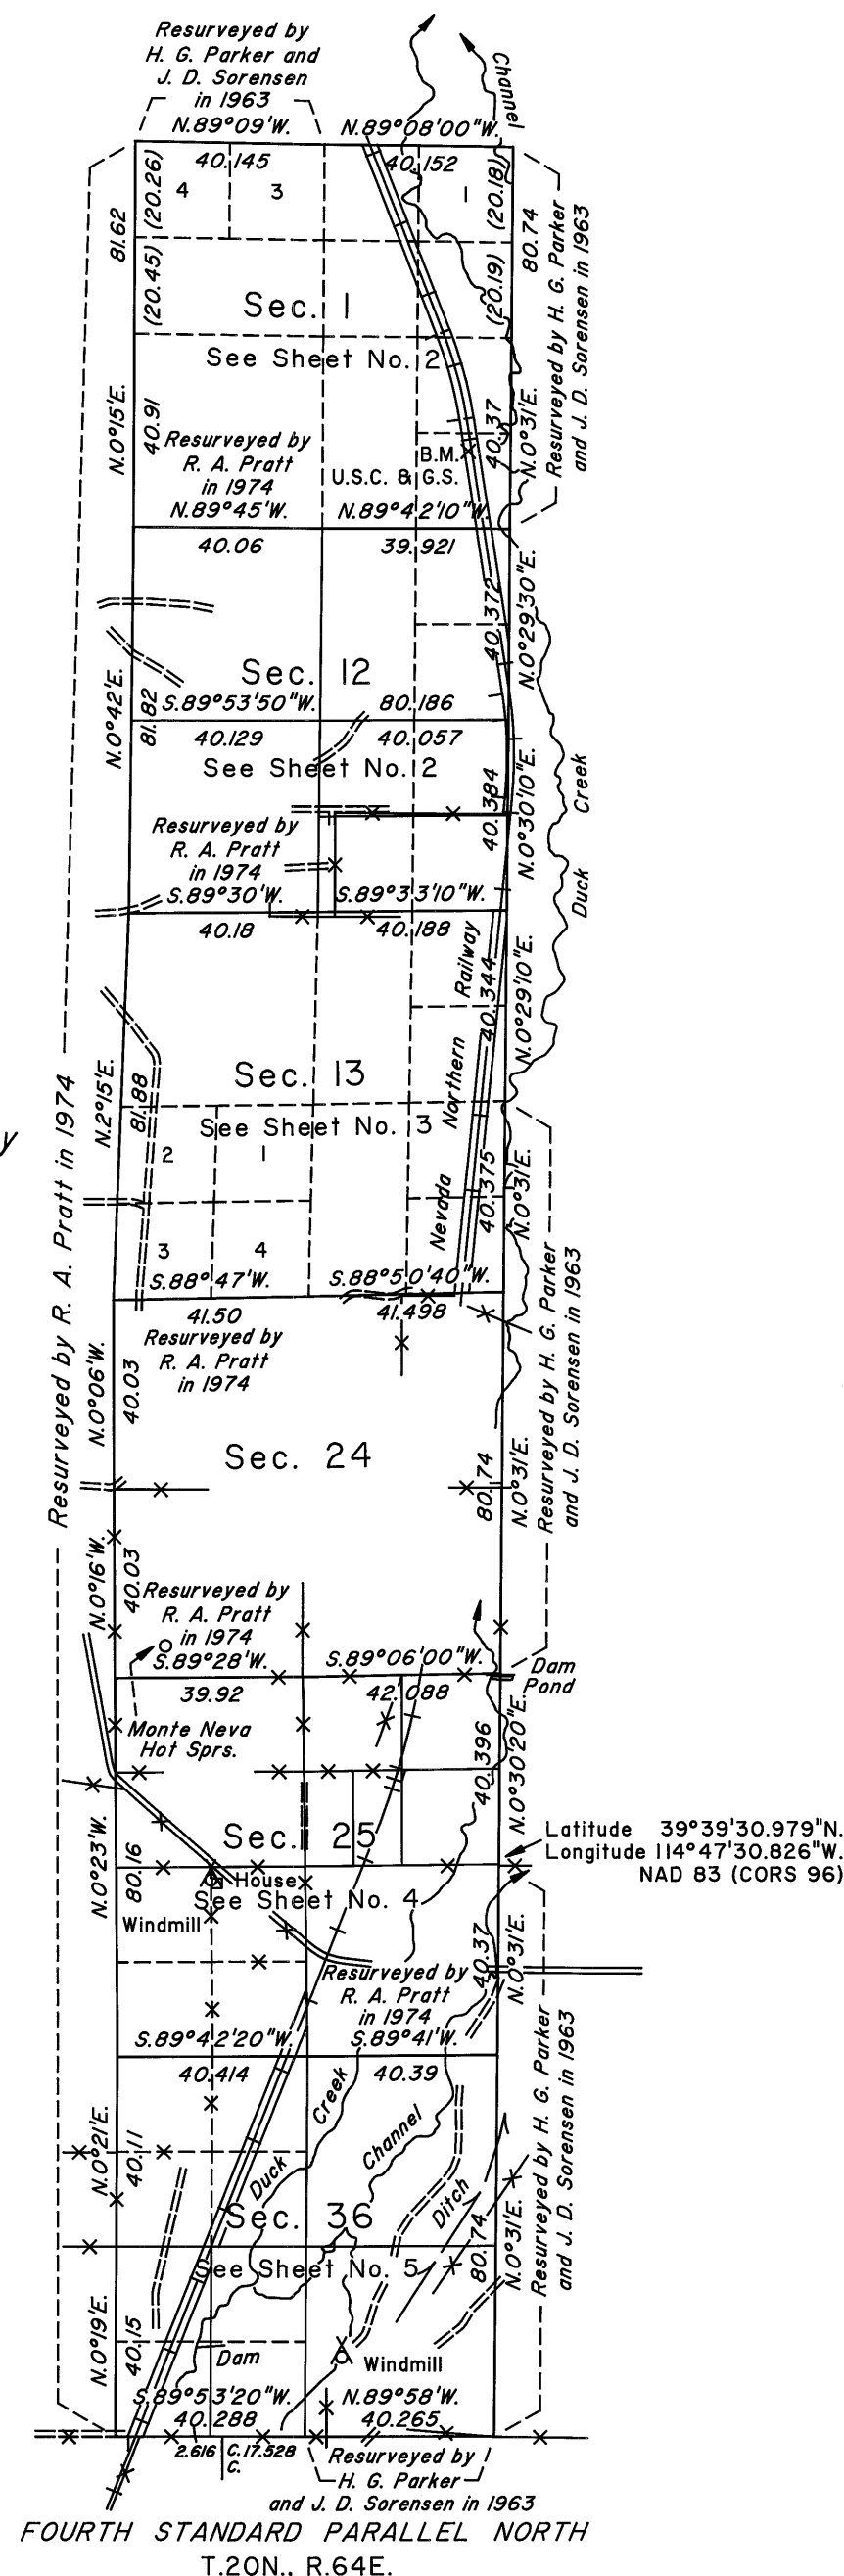 Resurveyed by
H. G. Parker and
J. D. Sorensen
in 1963
Channel
N.89°09'W.
N.89°08'00"W.
40.145
40.152
(20.26)
4
3
1
(20.18)
81.62
80.74
(20.45)
(20.19)
Resurveyed by H. G. Parker
and J. D. Sorensen in 1963
Sec. 1
See Sheet No. 2
N.0°15'E.
40.91
40.37
N.0°31'E.
Resurveyed by
R. A. Pratt
in 1974
B.M.
U.S.C. & G.S.
N.89°45'W.
N.89°42'10"W.
40.06
39.921
40.372
N.0°29'30"E.
Sec. 12
N.0°42'E.
81.82
S.89°53'50"W.
80.186
40.129
40.057
See Sheet No. 2
40.384
N.0°30'10"E.
Duck Creek
Resurveyed by
R. A. Pratt
in 1974
S.89°30'W.
S.89°33'10"W.
40.18
40.188
40.344
N.0°29'10"E.
Nevada Northern Railway
Sec. 13
N.2°15'E.
81.88
See Sheet No. 3
y
2
1
40.375
N.0°31'E.
3
4
S.88°47'W.
S.88°50'40"W.
41.50
41.498
Resurveyed by
R. A. Pratt
in 1974
Resurveyed by R. A. Pratt in 1974
Resurveyed by H. G. Parker
and J. D. Sorensen in 1963
N.0°06'W.
40.03
Sec. 24
80.74
N.0°31'E.
N.0°16'W.
40.03
Resurveyed by
R. A. Pratt
in 1974
S.89°28'W.
S.89°06'00"W.
Dam
Pond
39.92
42.088
Monte Neva
Hot Sprs.
40.396
N.0°30'20"E.
Sec. 25
Latitude 39°39'30.979"N.
Longitude 114°47'30.826"W.
NAD 83 (CORS 96)
N.0°23'W.
80.16
House
See Sheet No. 4
Windmill
40.37
N.0°31'E.
Resurveyed by
R. A. Pratt
in 1974
S.89°42'20"W.
S.89°41'W.
40.414
40.39
Duck Creek
Channel
Ditch
N.0°21'E.
40.11
Sec. 36
See Sheet No. 5
80.74
N.0°31'E.
Resurveyed by H. G. Parker
and J. D. Sorensen in 1963
N.0°19'E.
40.15
Dam
Windmill
S.89°53'20"W.
N.89°58'W.
40.288
40.265
2.616
C.17.528
C.
Resurveyed by
H. G. Parker
and J. D. Sorensen in 1963
FOURTH STANDARD PARALLEL NORTH
T.20N., R.64E.